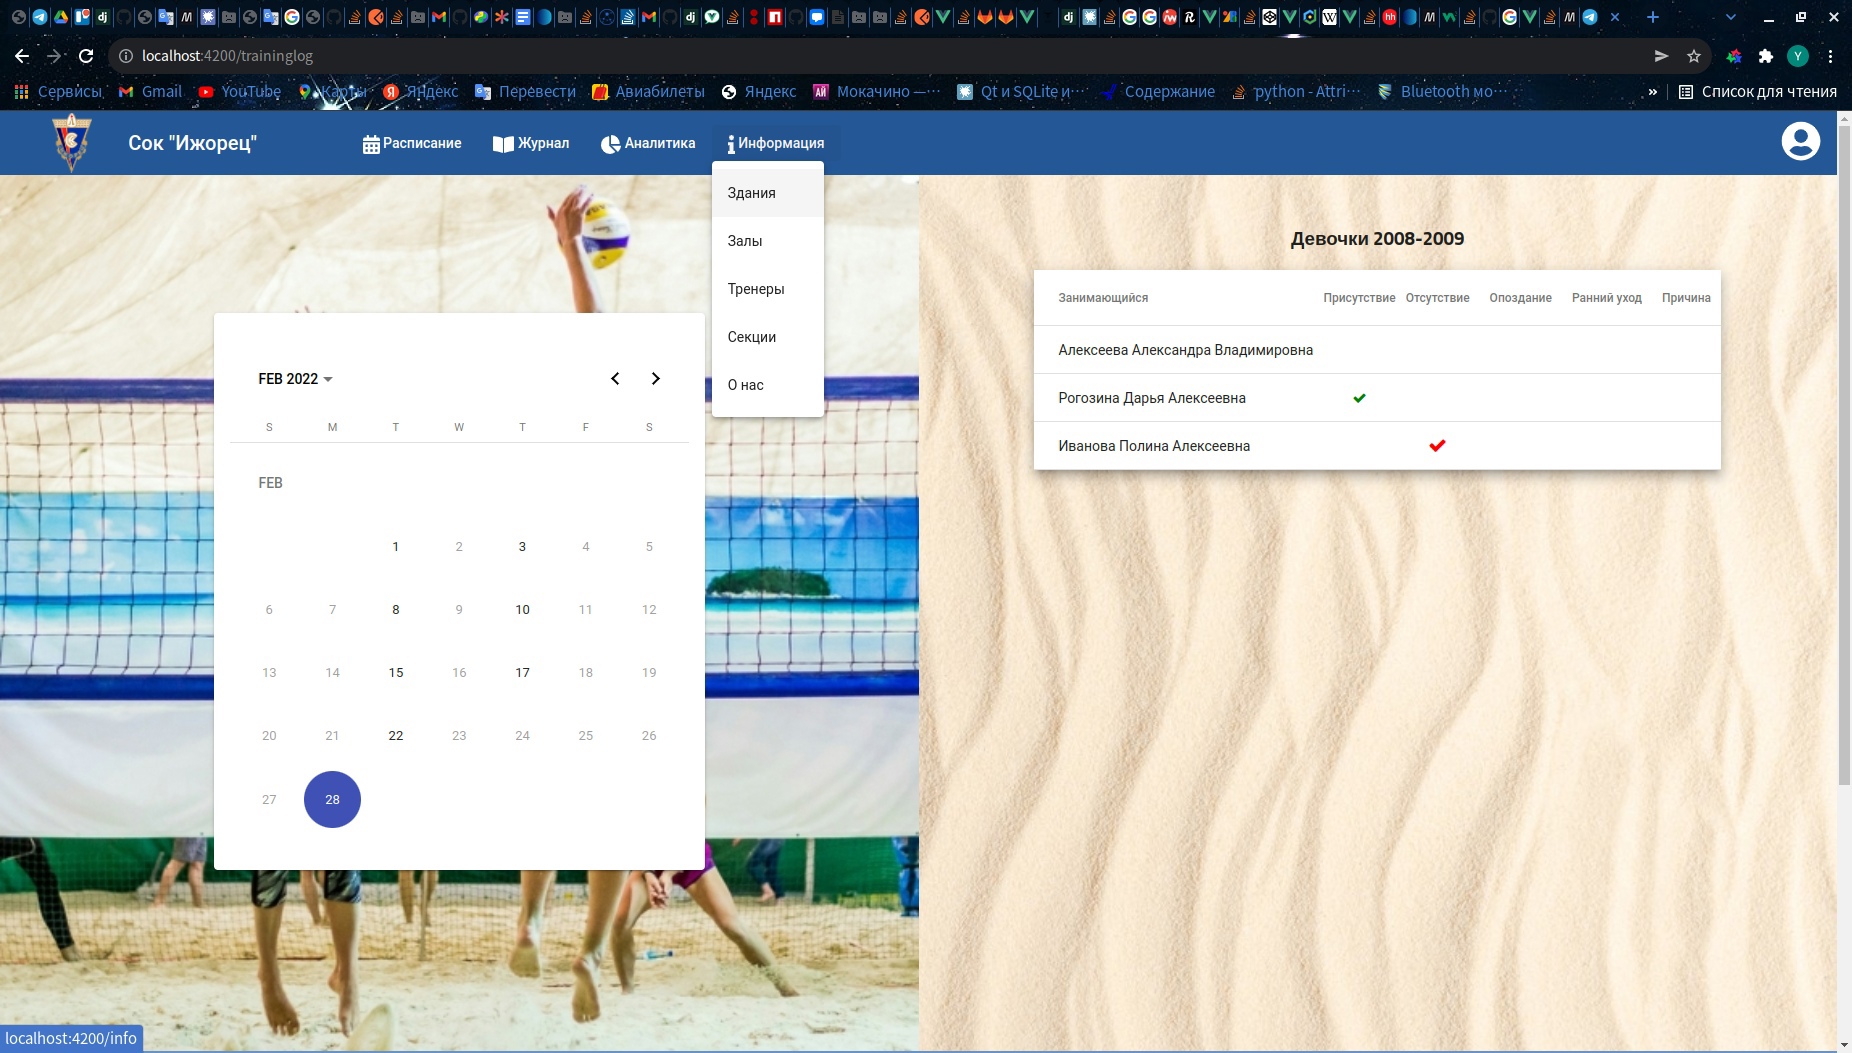 localhost:4200/traininglog
Сервисы Gmail YouTube Карты Яндекс Перевести Авиабилеты Яндекс Мокачино —··· Qt и SQLite и··· Содержание python - Attri··· Bluetooth мо··· » Список для чтения
Y
Сок "Ижорец" Расписание Журнал Аналитика Информация
Здания
Залы
Тренеры
Секции
О нас
FEB 2022
S M T W T F S
FEB
1 2 3 4 5
6 7 8 9 10 11 12
13 14 15 16 17 18 19
20 21 22 23 24 25 26
27 28
Девочки 2008-2009
Занимающийся Присутствие Отсутствие Опоздание Ранний уход Причина
Алексеева Александра Владимировна
Рогозина Дарья Алексеевна
Иванова Полина Алексеевна
localhost:4200/info